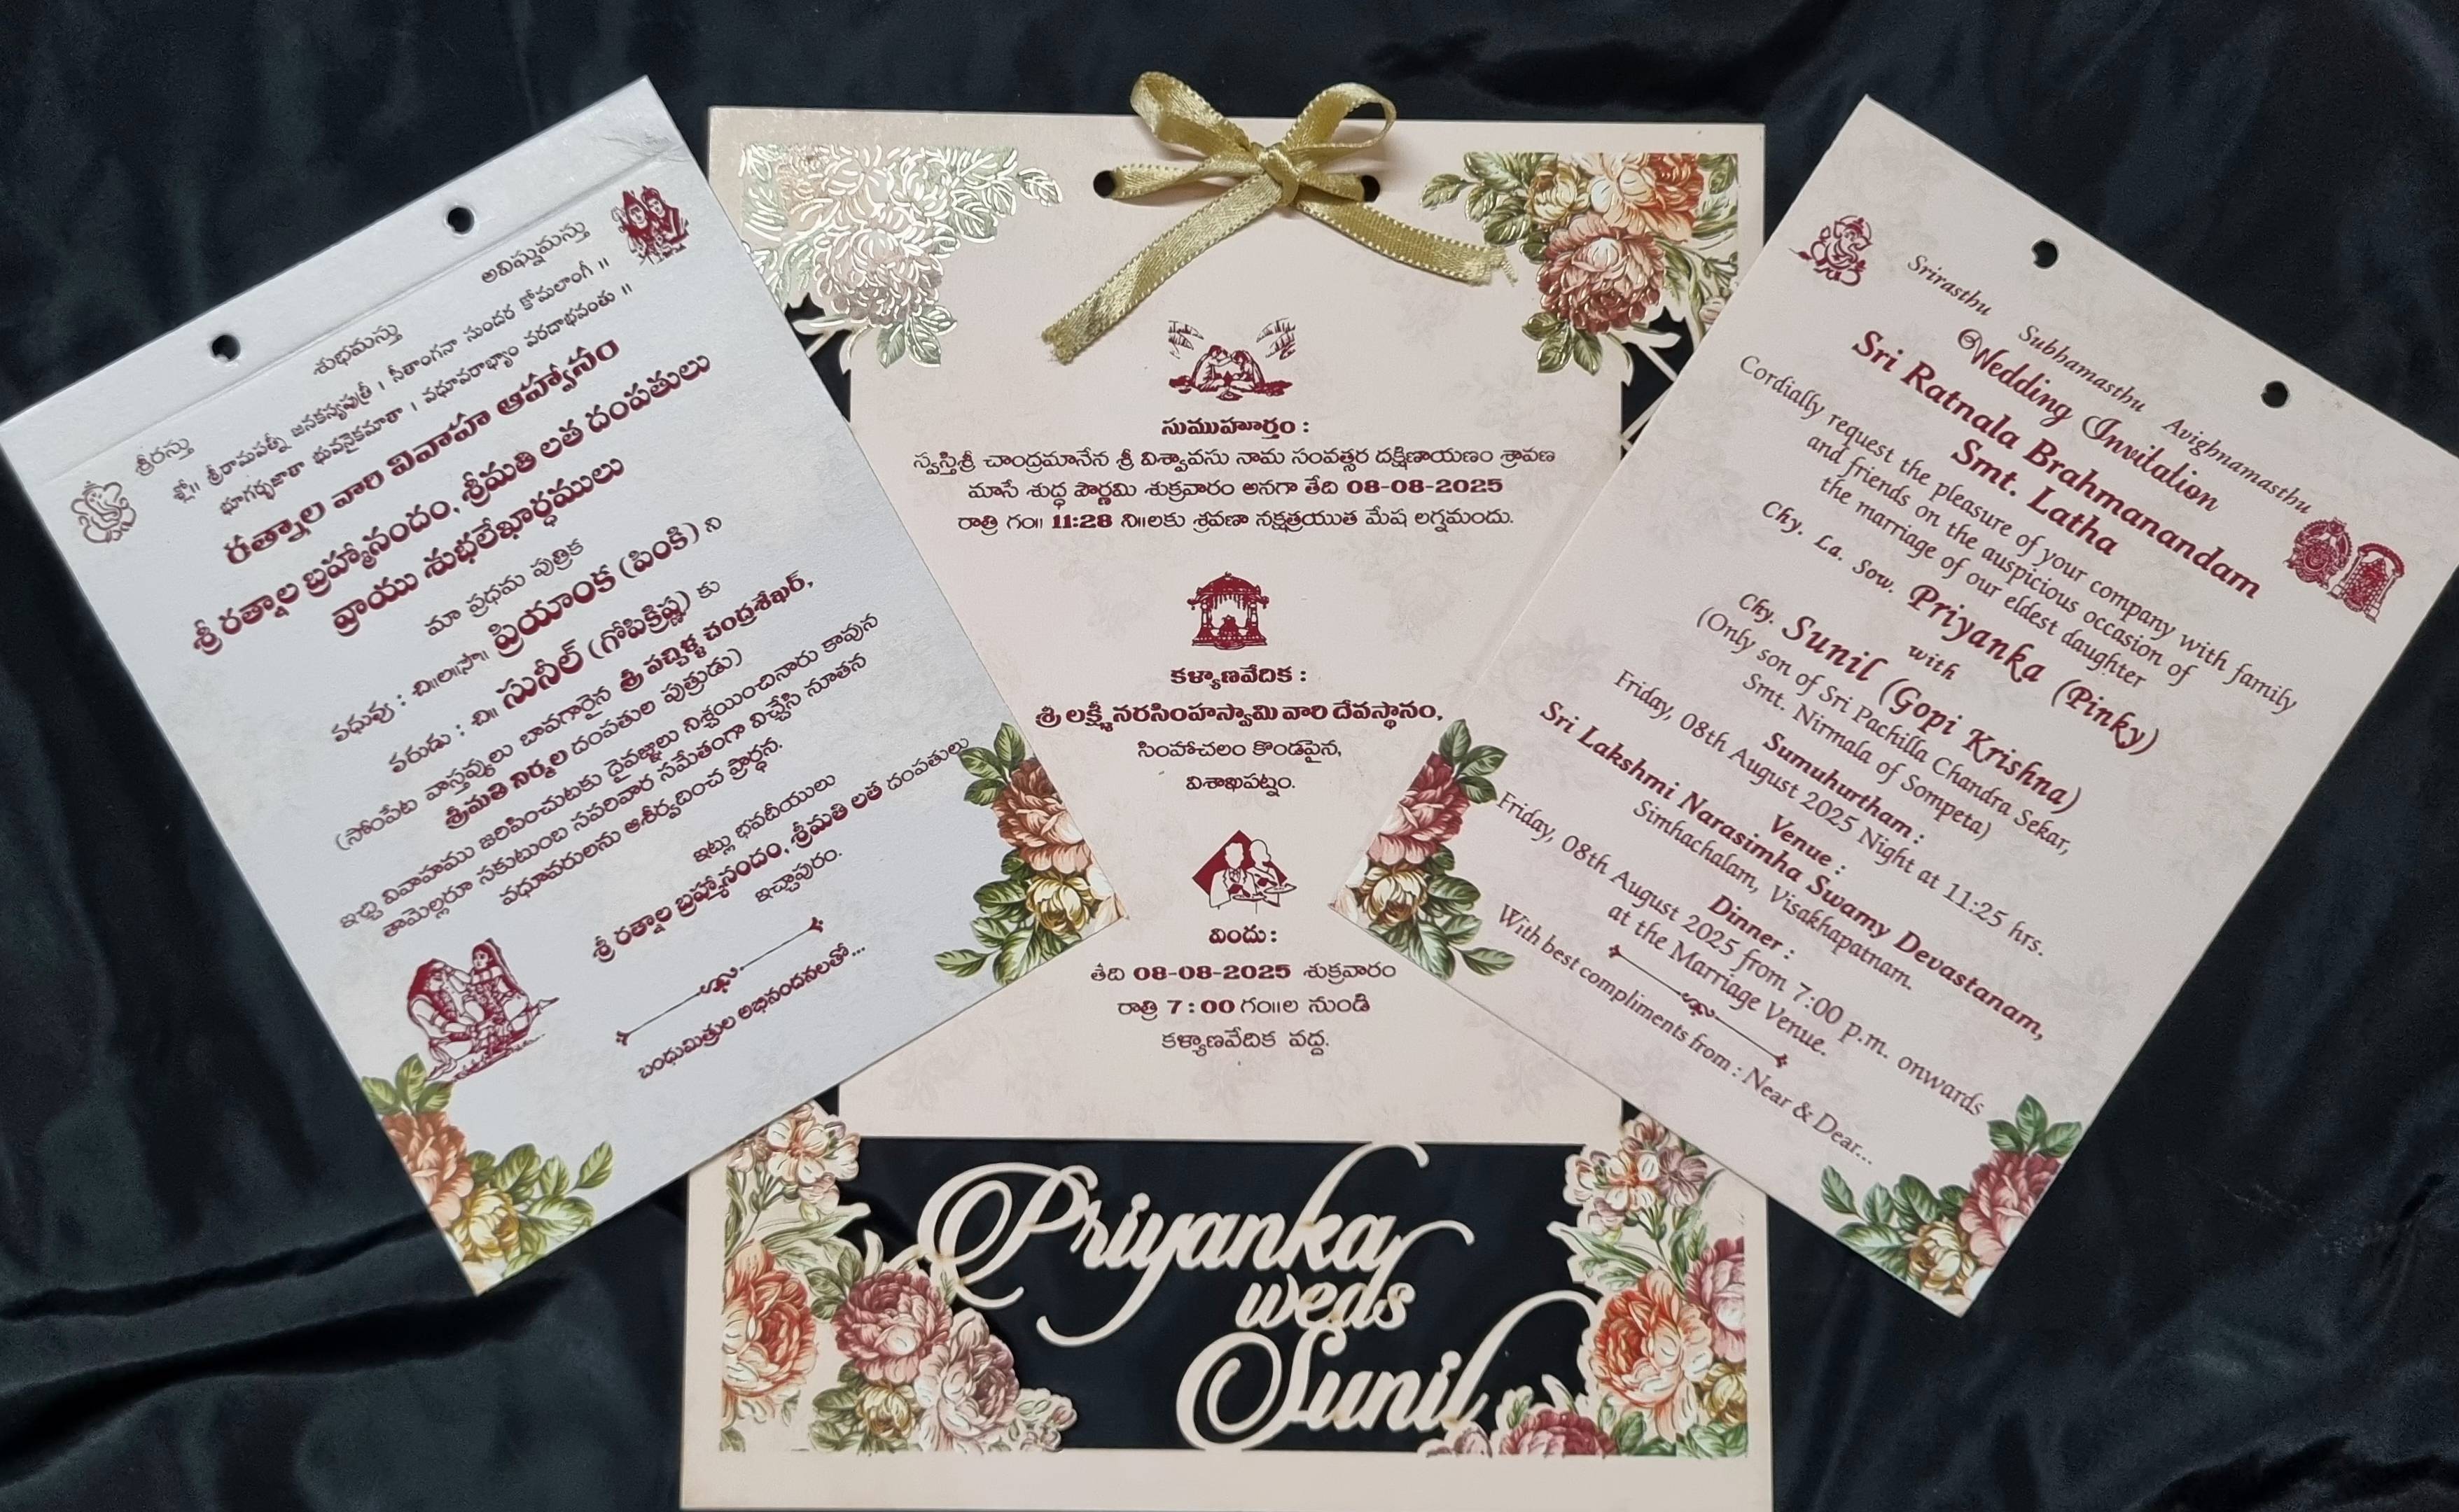 శ్రీరస్తు శుభమస్తు అవిఘ్నమస్తు
శ్లో॥ శ్రీరామపత్నీ జనకస్యపుత్రీ । సీతాంగనా సుందర కోమలాంగీ ॥
భూగర్భజాతా భువనైకమాతా । వధూవరాభ్యాం వరదాభవంతు ॥
రత్నాల వారి వివాహ ఆహ్వానం
శ్రీ రత్నాల బ్రహ్మానందం, శ్రీమతి లత దంపతులు
వ్రాయు శుభలేఖార్థములు
మా ప్రథమ పుత్రిక
వధువు : చి॥ల॥సౌ॥ ప్రియాంక (పింకి) ని
వరుడు : చి॥ సునీల్ (గోపిక్రిష్ణ) కు
(సోంపేట వాస్తవ్యులు బావగారైన శ్రీ పచ్చిళ్ళ చంద్రశేఖర్,
శ్రీమతి నిర్మల దంపతుల పుత్రుడు)
ఇచ్చి వివాహము జరిపించుటకు దైవజ్ఞులు నిశ్చయించినారు కావున
తామెల్లరూ సకుటుంబ సపరివార సమేతంగా విచ్చేసి నూతన
వధూవరులను ఆశీర్వదించ ప్రార్థన.
ఇట్లు భవదీయులు
శ్రీ రత్నాల బ్రహ్మానందం, శ్రీమతి లత దంపతులు
ఇచ్ఛాపురం.
బంధుమిత్రుల అభినందనలతో...
సుముహూర్తం :
స్వస్తిశ్రీ చాంద్రమానేన శ్రీ విశ్వావసు నామ సంవత్సర దక్షిణాయణం శ్రావణ
మాసే శుద్ధ పౌర్ణమి శుక్రవారం అనగా తేది 08-08-2025
రాత్రి గం॥ 11:28 ని॥లకు శ్రవణా నక్షత్రయుత మేష లగ్నమందు.
కళ్యాణవేదిక :
శ్రీ లక్ష్మీనరసింహస్వామి వారి దేవస్థానం,
సింహాచలం కొండపైన,
విశాఖపట్నం.
విందు :
తేది 08-08-2025 శుక్రవారం
రాత్రి 7:00 గం॥ల నుండి
కళ్యాణవేదిక వద్ద.
Priyanka
weds
Sunil
Srirasthu Subhamasthu Avighnamasthu
Wedding Invitation
Sri Ratnala Brahmanandam
Smt. Latha
Cordially request the pleasure of your company with family
and friends on the auspicious occasion of
the marriage of our eldest daughter
Chy. La. Sow. Priyanka (Pinky)
with
Chy. Sunil (Gopi Krishna)
(Only son of Sri Pachilla Chandra Sekar,
Smt. Nirmala of Sompeta)
Sumuhurtham :
Friday, 08th August 2025 Night at 11:25 hrs.
Venue :
Sri Lakshmi Narasimha Swamy Devastanam,
Simhachalam, Visakhapatnam.
Dinner :
Friday, 08th August 2025 from 7:00 p.m. onwards
at the Marriage Venue.
With best compliments from : Near & Dear...